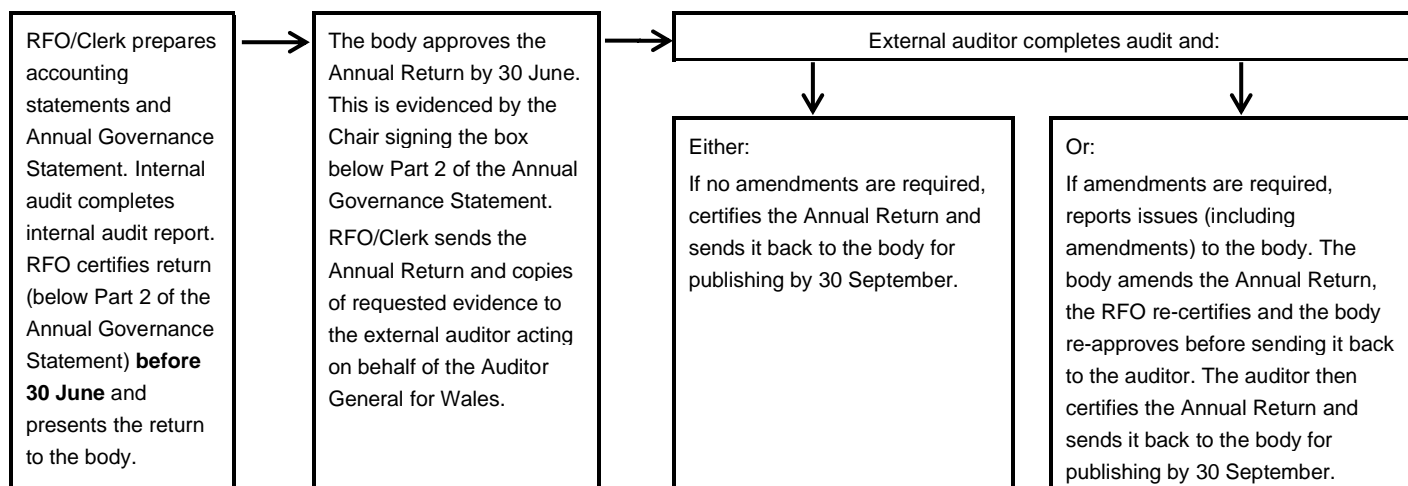 RFO/Clerk prepares
accounting
statements and
Annual Governance
Statement. Internal
audit completes
internal audit report.
RFO certifies return
(below Part 2 of the
Annual Governance
Statement) before
30 June and
presents the return
to the body.
The body approves the
Annual Return by 30 June.
This is evidenced by the
Chair signing the box
below Part 2 of the Annual
Governance Statement.
RFO/Clerk sends the
Annual Return and copies
of requested evidence to
the external auditor acting
on behalf of the Auditor
General for Wales.
External auditor completes audit and:
Either:
If no amendments are required,
certifies the Annual Return and
sends it back to the body for
publishing by 30 September.
Or:
If amendments are required,
reports issues (including
amendments) to the body. The
body amends the Annual Return,
the RFO re-certifies and the body
re-approves before sending it back
to the auditor. The auditor then
certifies the Annual Return and
sends it back to the body for
publishing by 30 September.